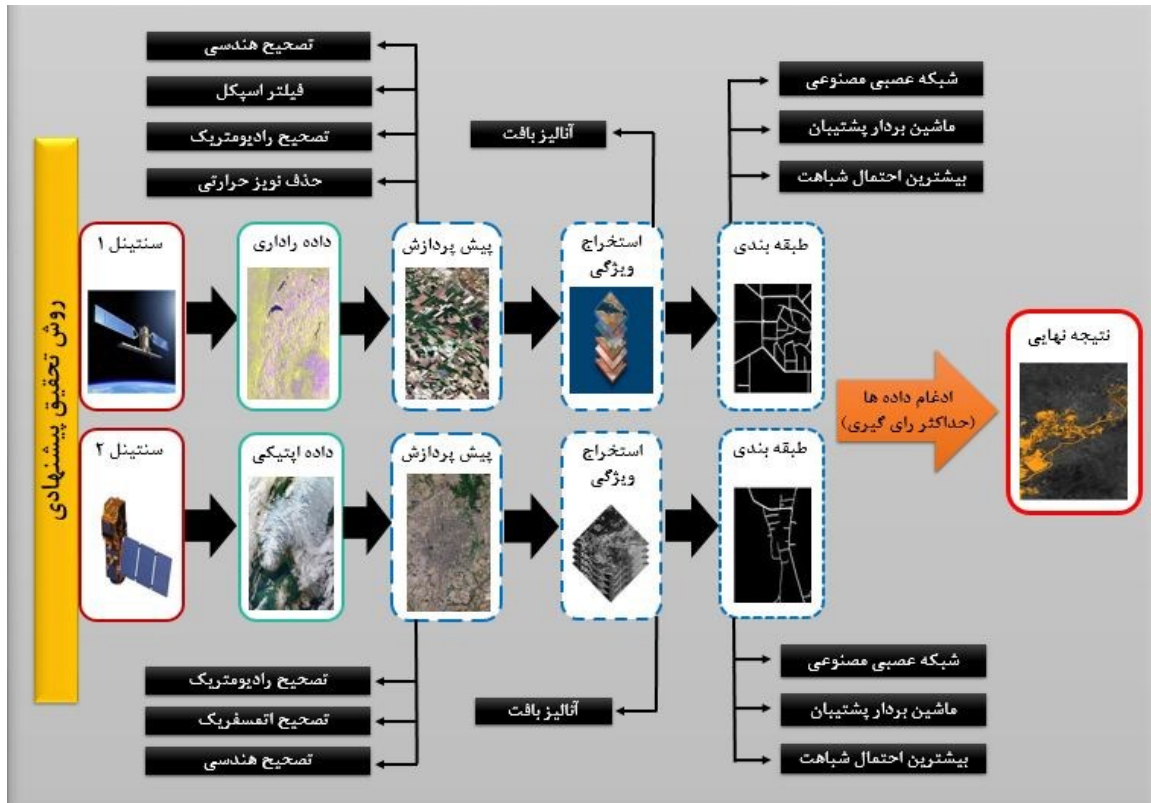 تصحیح هندسی
فیلتر اسپکل
تصحیح رادیومتریک
حذف نویز حرارتی
آنالیز بافت
شبکه عصبی مصنوعی
ماشین بردار پشتیبان
بیشترین احتمال شباهت
روش تحقیق پیشنهادی
سنتینل ۱
داده راداری
پیش پردازش
استخراج
ویژگی
طبقه بندی
سنتینل ۲
داده اپتیکی
پیش پردازش
استخراج
ویژگی
طبقه بندی
ادغام داده ها
(حداکثر رای گیری)
نتیجه نهایی
تصحیح رادیومتریک
تصحیح اتمسفریک
تصحیح هندسی
آنالیز بافت
شبکه عصبی مصنوعی
ماشین بردار پشتیبان
بیشترین احتمال شباهت